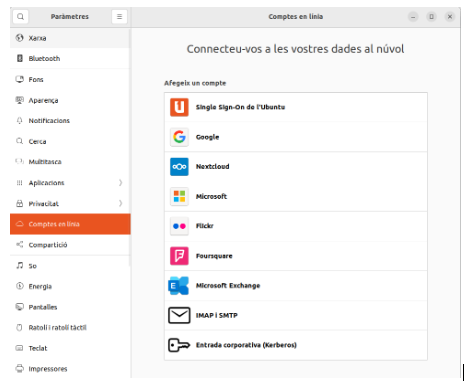 Paràmetres
Comptes en línia
Xarxa
Bluetooth
Fons
Aparença
Notificacions
Cerca
Multitasca
Aplicacions
Privacitat
Comptes en línia
Compartició
So
Energia
Pantalles
Ratolí i ratolí tàctil
Teclat
Impressores
Connecteu-vos a les vostres dades al núvol
Afegeix un compte
Single Sign-On de l'Ubuntu
Google
Nextcloud
Microsoft
Flickr
Foursquare
Microsoft Exchange
IMAP i SMTP
Entrada corporativa (Kerberos)